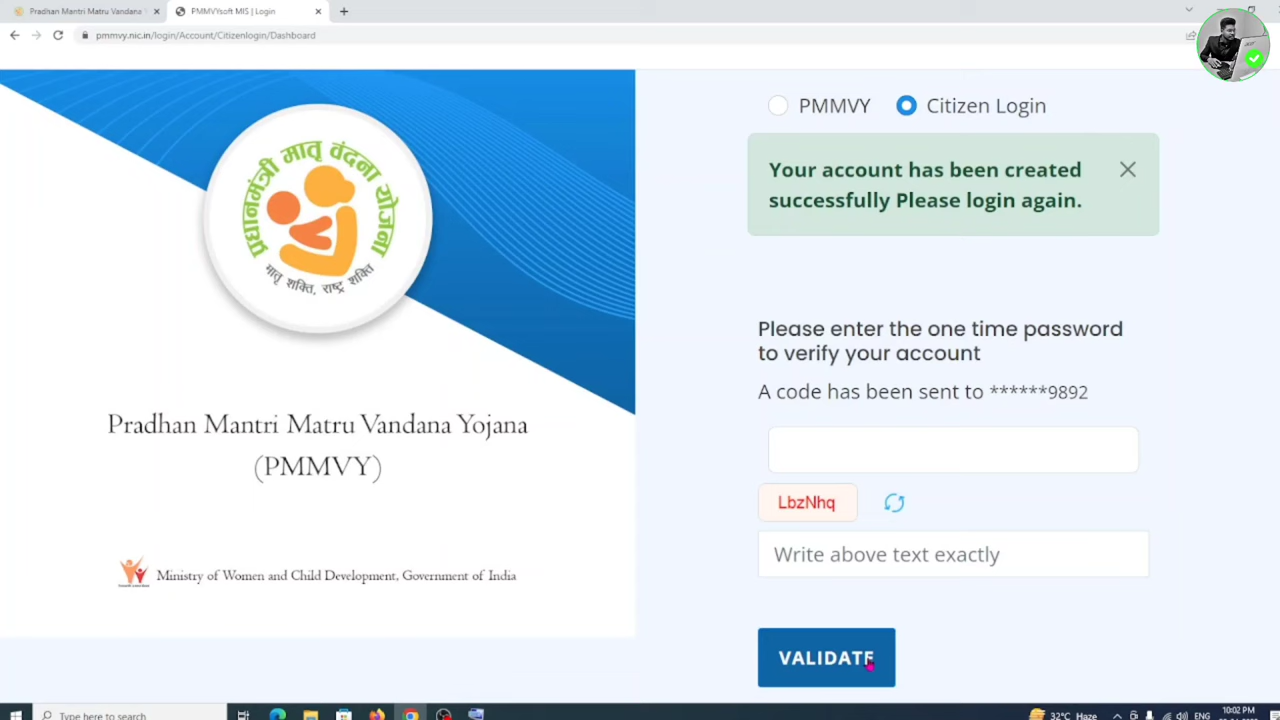 Pradhan Mantri Matru Vandana Y
PMMVYsoft MIS | Login
pmmvy.nic.in/login/Account/Citizenlogin/Dashboard
PMMVY
Citizen Login
Your account has been created
successfully Please login again.
प्रधानमंत्री मातृ वंदना योजना
मातृ शक्ति, राष्ट्र शक्ति
Please enter the one time password
to verify your account
A code has been sent to ******9892
Pradhan Mantri Matru Vandana Yojana
(PMMVY)
LbzNhq
Write above text exactly
Ministry of Women and Child Development, Government of India
VALIDATE
Type here to search
32°C Haze
ENG
10:02 PM